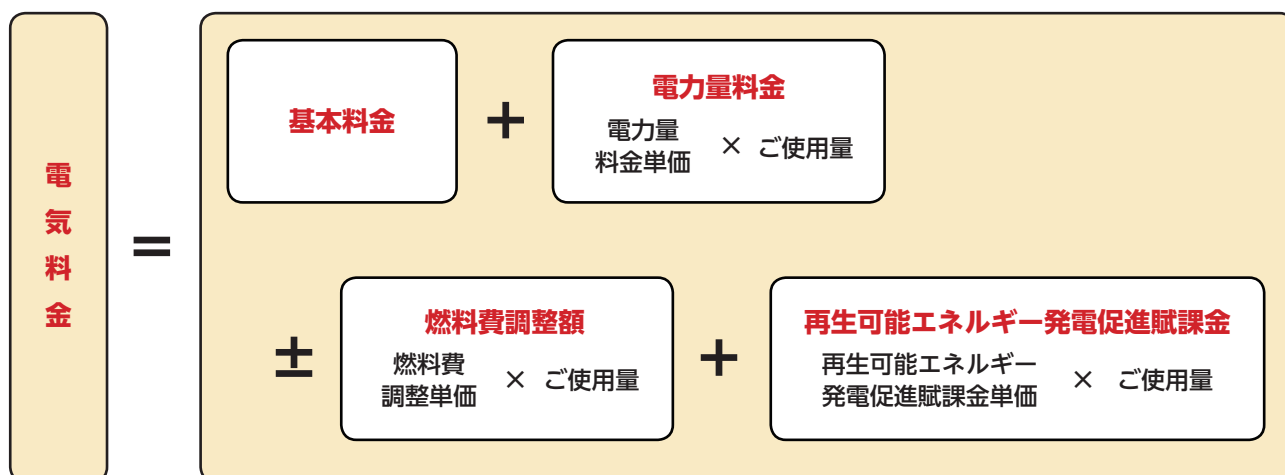 電気料金
=
基本料金
+
電力量料金
電力量
料金単価
× ご使用量
±
燃料費調整額
燃料費
調整単価
× ご使用量
+
再生可能エネルギー発電促進賦課金
再生可能エネルギー
発電促進賦課金単価
× ご使用量